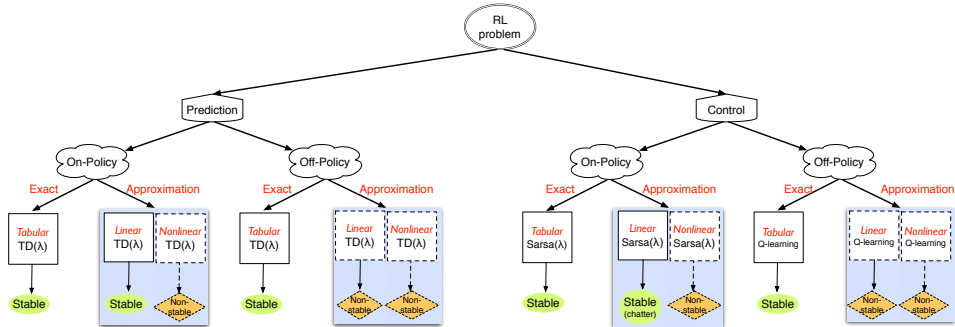 RL
problem
Prediction
Control
On-Policy
Off-Policy
On-Policy
Off-Policy
Exact
Approximation
Exact
Approximation
Exact
Approximation
Exact
Approximation
Tabular
TD(λ)
Linear
TD(λ)
Nonlinear
TD(λ)
Tabular
TD(λ)
Linear
TD(λ)
Nonlinear
TD(λ)
Tabular
Sarsa(λ)
Linear
Sarsa(λ)
Nonlinear
Sarsa(λ)
Tabular
Q-learning
Linear
Q-learning
Nonlinear
Q-learning
Stable
Stable
Non-
stable
Stable
Non-
stable
Non-
stable
Stable
Stable
(chatter)
Non-
stable
Stable
Non-
stable
Non-
stable